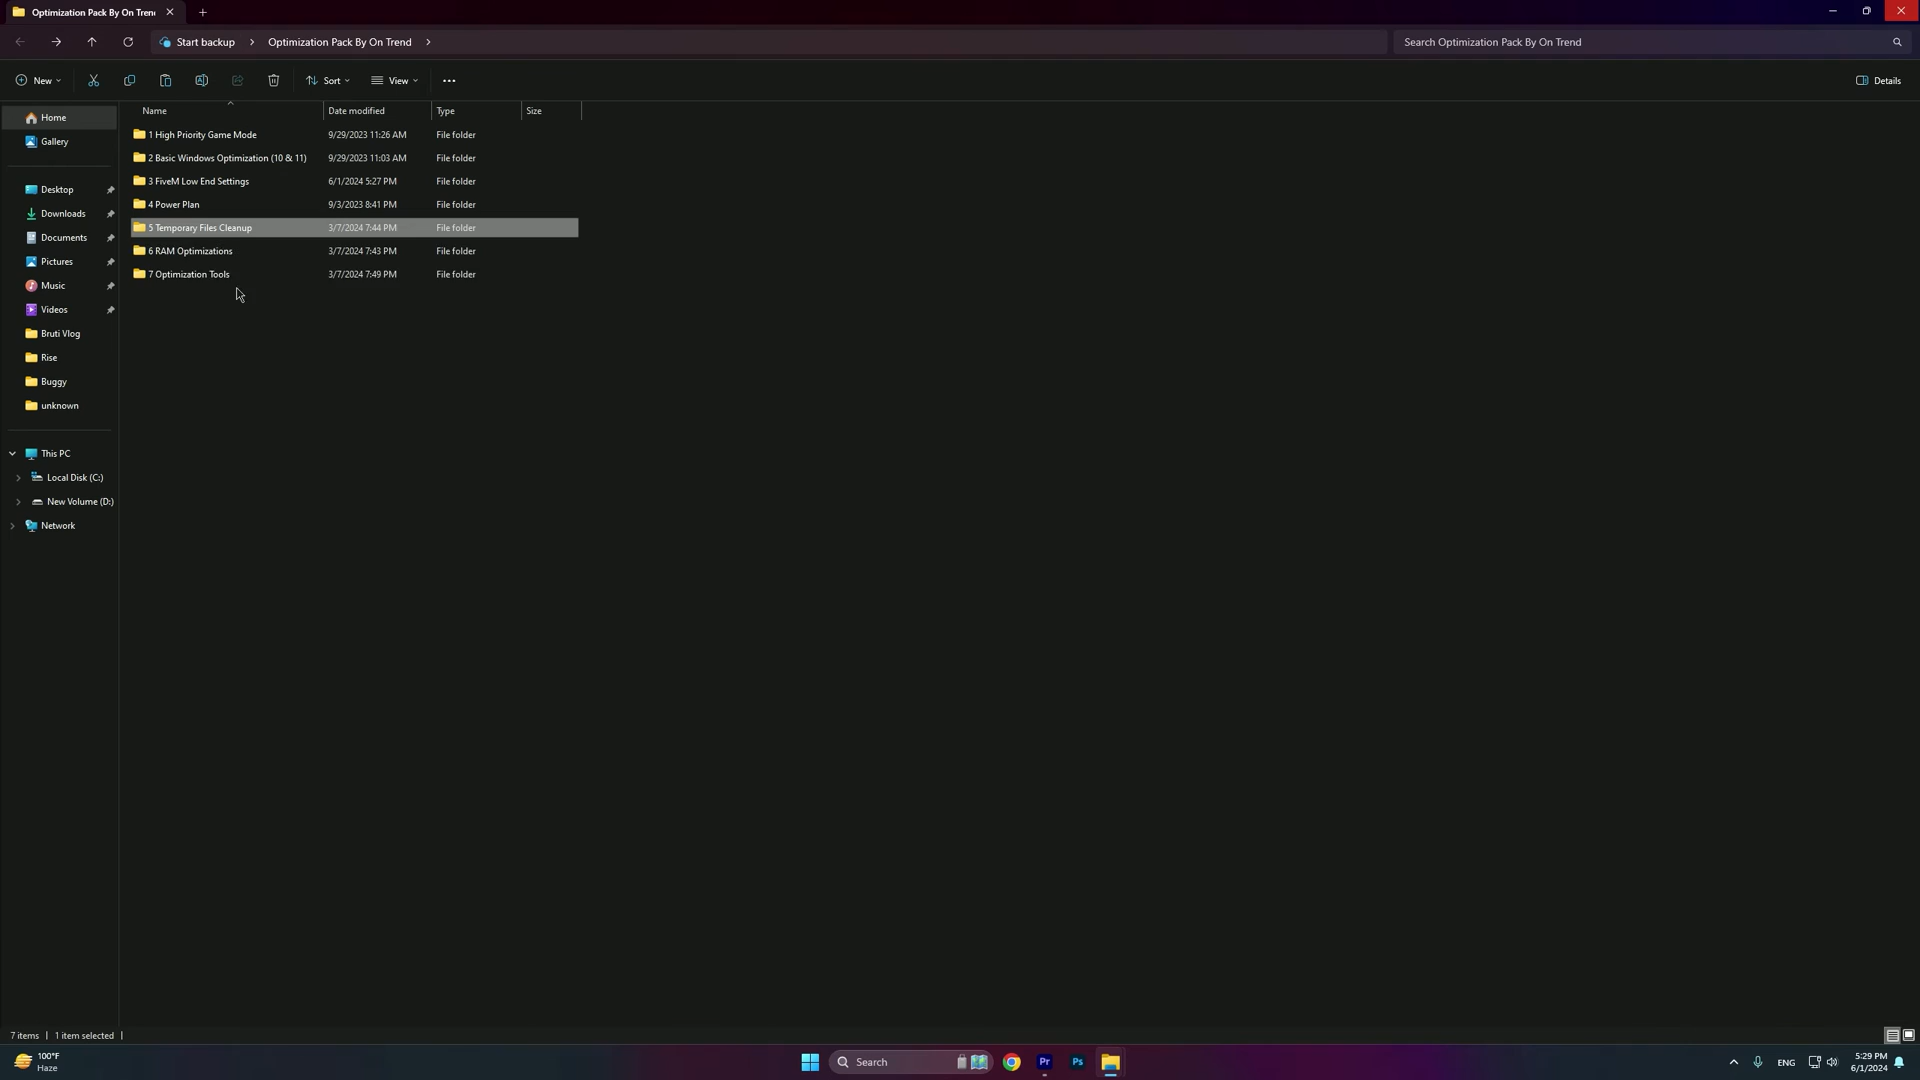 Optimization Pack By On Tren
Start backup
Optimization Pack By On Trend
Search Optimization Pack By On Trend
New
Sort
View
Details
Name
Date modified
Type
Size
1 High Priority Game Mode 9/29/2023 11:26 AM File folder
2 Basic Windows Optimization (10 & 11) 9/29/2023 11:03 AM File folder
3 FiveM Low End Settings 6/1/2024 5:27 PM File folder
4 Power Plan 9/3/2023 8:41 PM File folder
5 Temporary Files Cleanup 3/7/2024 7:44 PM File folder
6 RAM Optimizations 3/7/2024 7:43 PM File folder
7 Optimization Tools 3/7/2024 7:49 PM File folder
Home
Gallery
Desktop
Downloads
Documents
Pictures
Music
Videos
Bruti Vlog
Rise
Buggy
unknown
This PC
Local Disk (C:)
New Volume (D:)
Network
7 items
1 item selected
100°F
Haze
Search
Pr
Ps
ENG
5:29 PM
6/1/2024